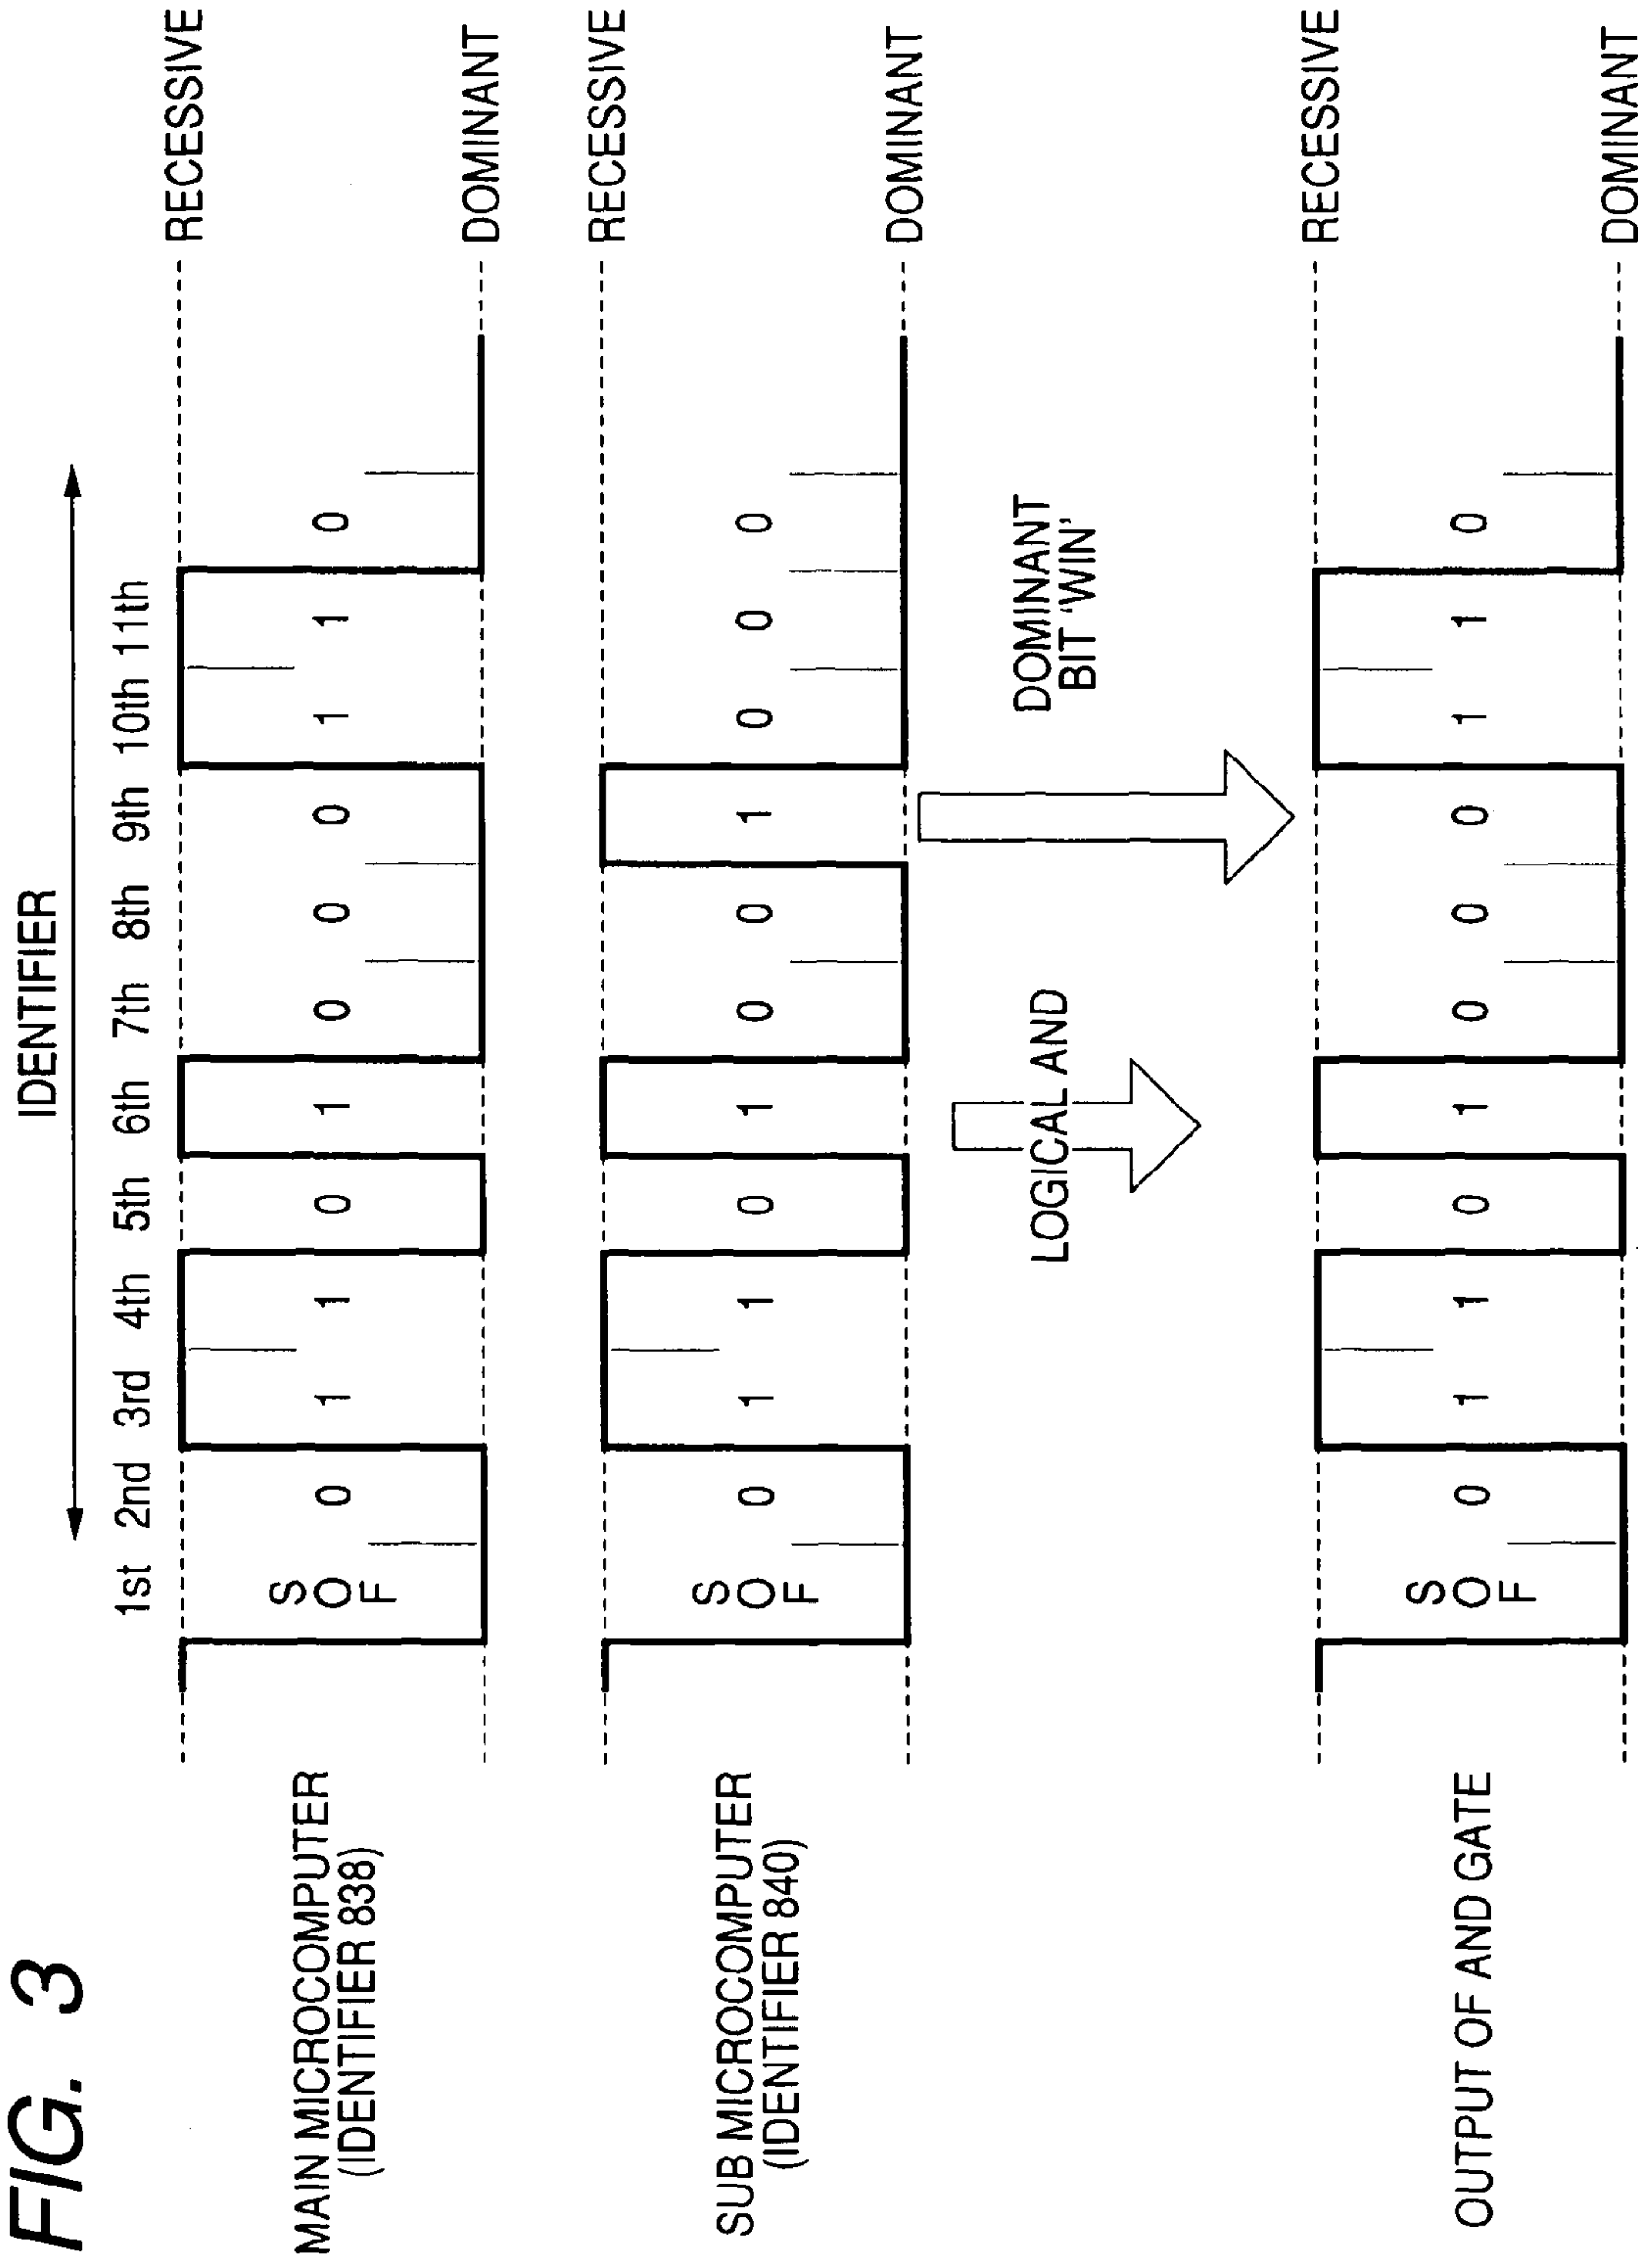 FIG. 3
IDENTIFIER
1st 2nd 3rd 4th 5th 6th 7th 8th 9th 10th 11th
RECESSIVE
MAIN MICROCOMPUTER
(IDENTIFIER 838)
SOF 0 1 1 0 1 0 0 0 1 1 0
DOMINANT
RECESSIVE
SUB MICROCOMPUTER
(IDENTIFIER 840)
SOF 0 1 1 0 1 0 0 1 0 0 0
DOMINANT
LOGICAL AND
DOMINANT
BIT 'WIN'
RECESSIVE
OUTPUT OF AND GATE
SOF 0 1 1 0 1 0 0 0 1 1 0
DOMINANT